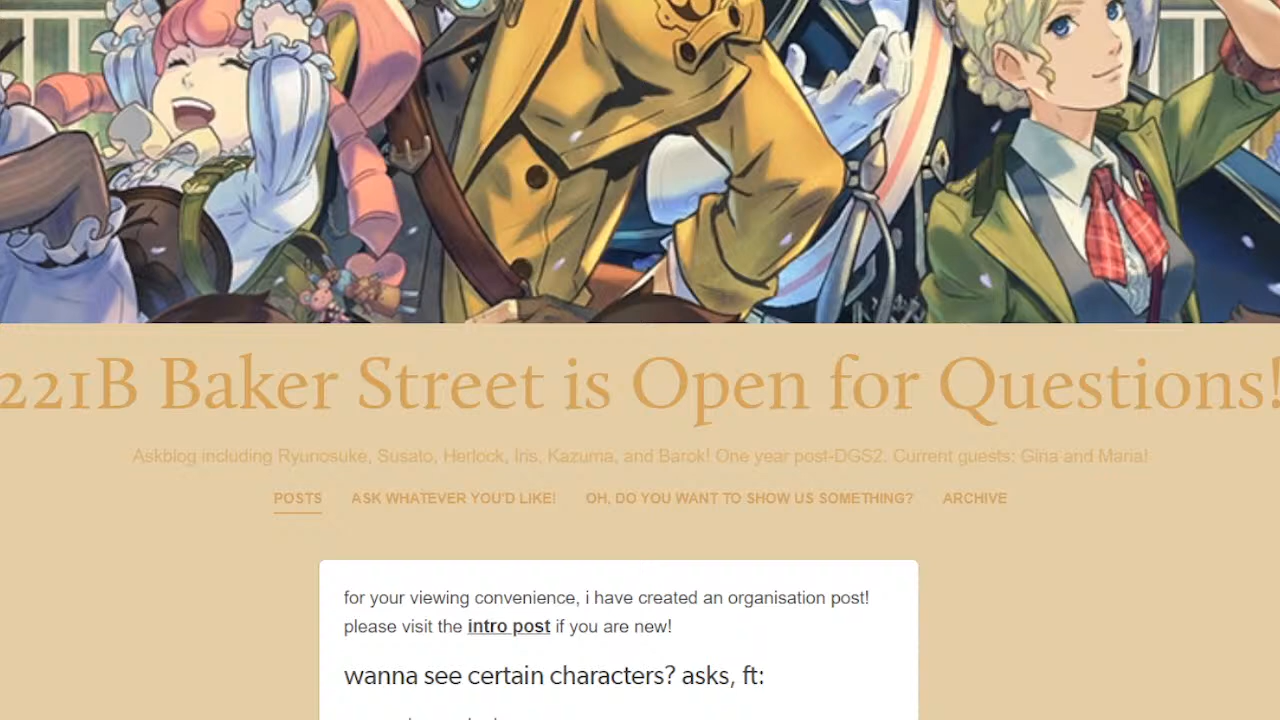 221B Baker Street is Open for Questions!
Askblog including Ryunosuke, Susato, Herlock, Iris, Kazuma, and Barok! One year post-DGS2. Current guests: Gina and Maria!
POSTS ASK WHATEVER YOU'D LIKE! OH, DO YOU WANT TO SHOW US SOMETHING? ARCHIVE
for your viewing convenience, i have created an organisation post!
please visit the intro post if you are new!
wanna see certain characters? asks, ft: